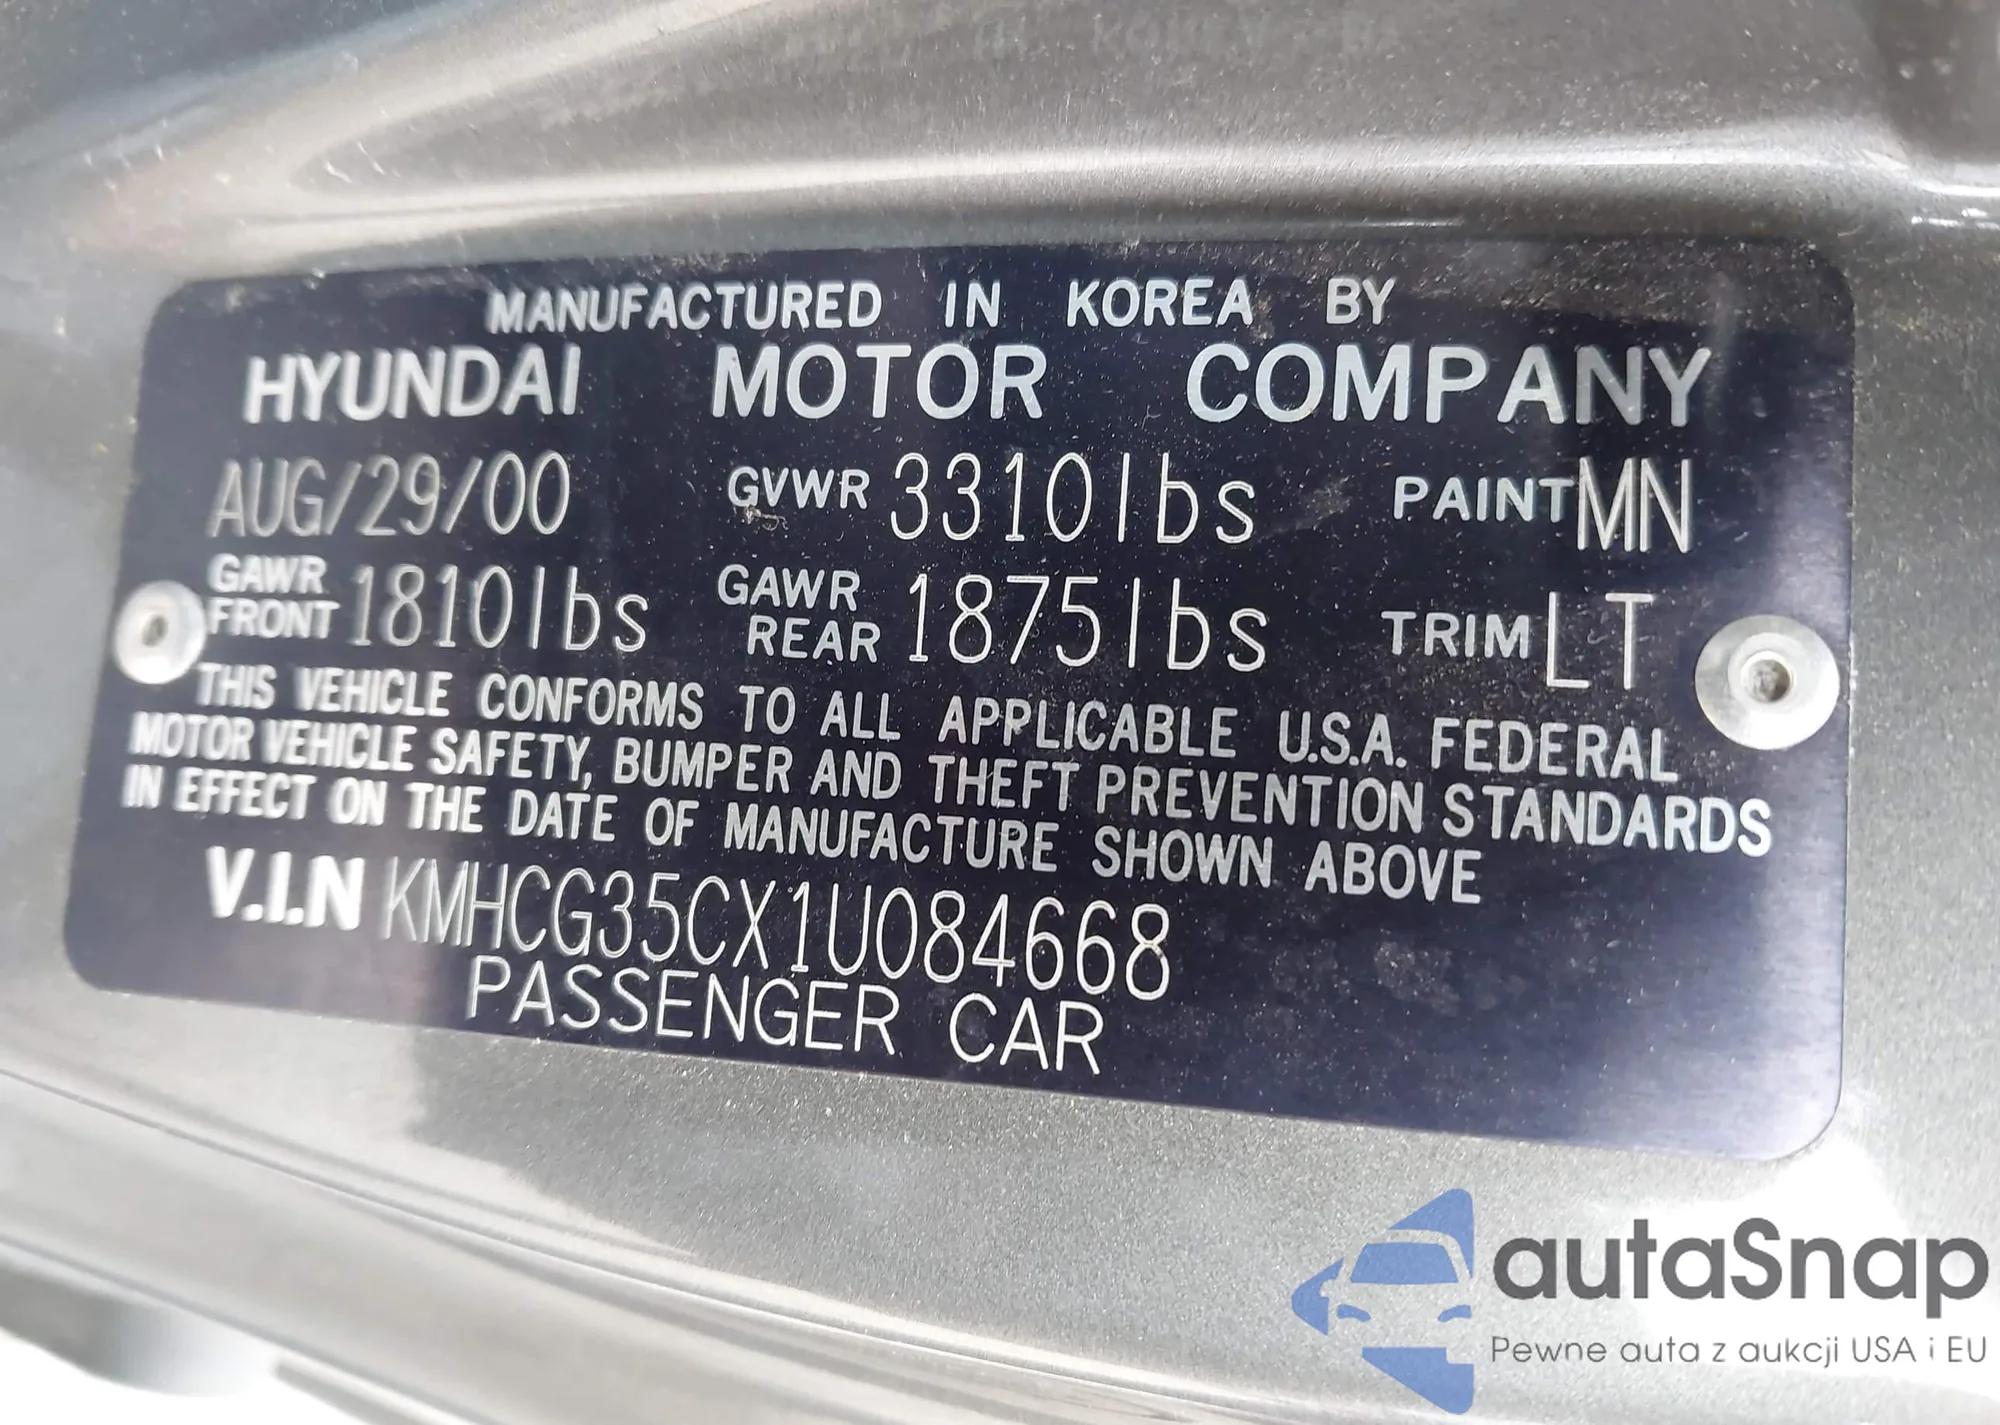 MANUFACTURED IN KOREA BY
HYUNDAI MOTOR COMPANY
AUG/29/00 GVWR 3310lbs PAINT MN
GAWR FRONT 1810lbs GAWR REAR 1875lbs TRIM LT
THIS VEHICLE CONFORMS TO ALL APPLICABLE U.S.A. FEDERAL
MOTOR VEHICLE SAFETY, BUMPER AND THEFT PREVENTION STANDARDS
IN EFFECT ON THE DATE OF MANUFACTURE SHOWN ABOVE
V.I.N KMHCG35CX1U084668
PASSENGER CAR
autaSnap
Pewne auta z aukcji USA i EU